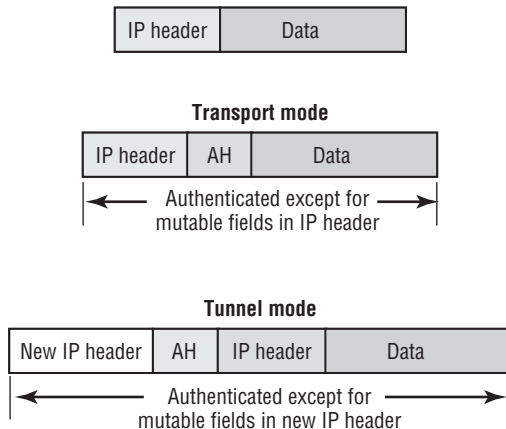 IP header Data
Transport mode
IP header AH Data
Authenticated except for
mutable fields in IP header
Tunnel mode
New IP header AH IP header Data
Authenticated except for
mutable fields in new IP header